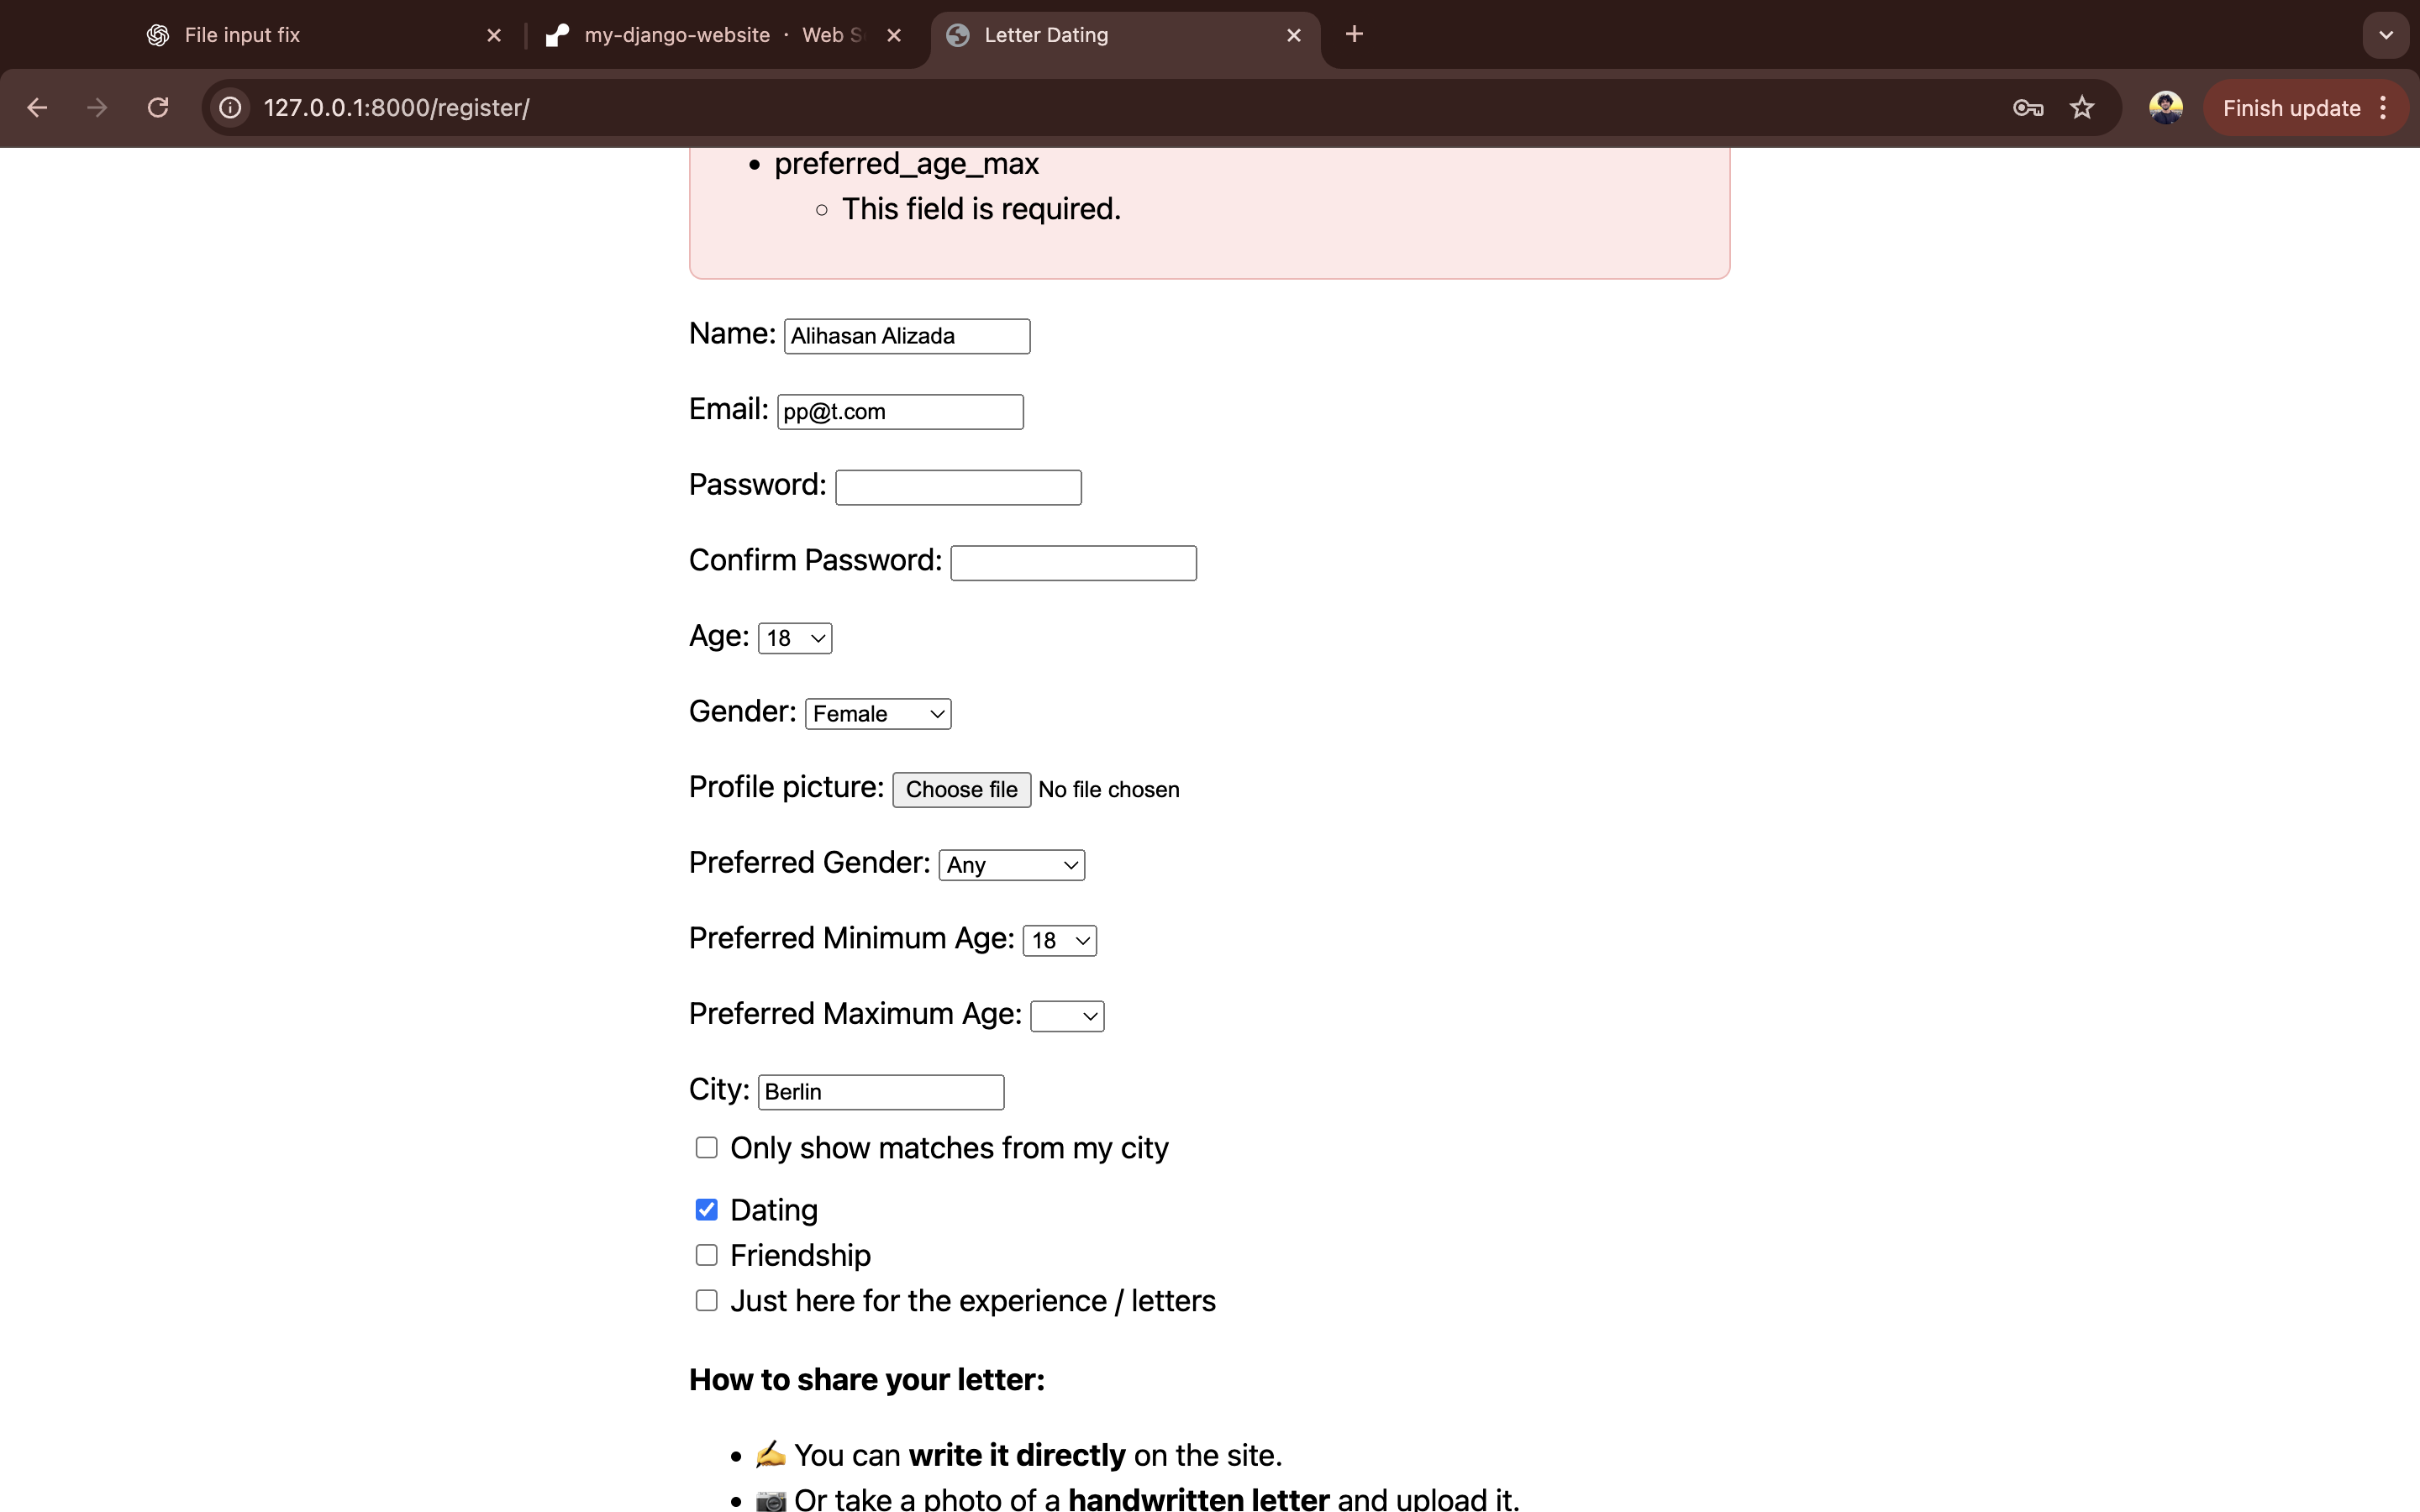 File input fix
my-django-website · Web S
Letter Dating
127.0.0.1:8000/register/
Finish update
• preferred_age_max
○ This field is required.
Name: Alihasan Alizada
Email: pp@t.com
Password:
Confirm Password:
Age: 18
Gender: Female
Profile picture: Choose file No file chosen
Preferred Gender: Any
Preferred Minimum Age: 18
Preferred Maximum Age:
City: Berlin
Only show matches from my city
Dating
Friendship
Just here for the experience / letters
How to share your letter:
• ✍️ You can write it directly on the site.
• 📷 Or take a photo of a handwritten letter and upload it.